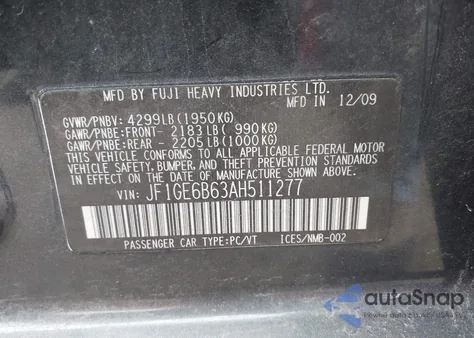 MFD BY FUJI HEAVY INDUSTRIES LTD.
MFD IN 12/09
GVWR/PNBV: 4299LB(1950KG)
GAWR/PNBE:FRONT- 2183LB( 990KG)
GAWR/PNBE:REAR - 2205LB(1000KG)
THIS VEHICLE CONFORMS TO ALL APPLICABLE FEDERAL MOTOR
VEHICLE SAFETY, BUMPER, AND THEFT PREVENTION STANDARDS
IN EFFECT ON THE DATE OF MANUFACTURE SHOWN ABOVE.
VIN: JF1GE6B63AH511277
PASSENGER CAR TYPE:PC/VT ICES/NMB-002
autoSnap